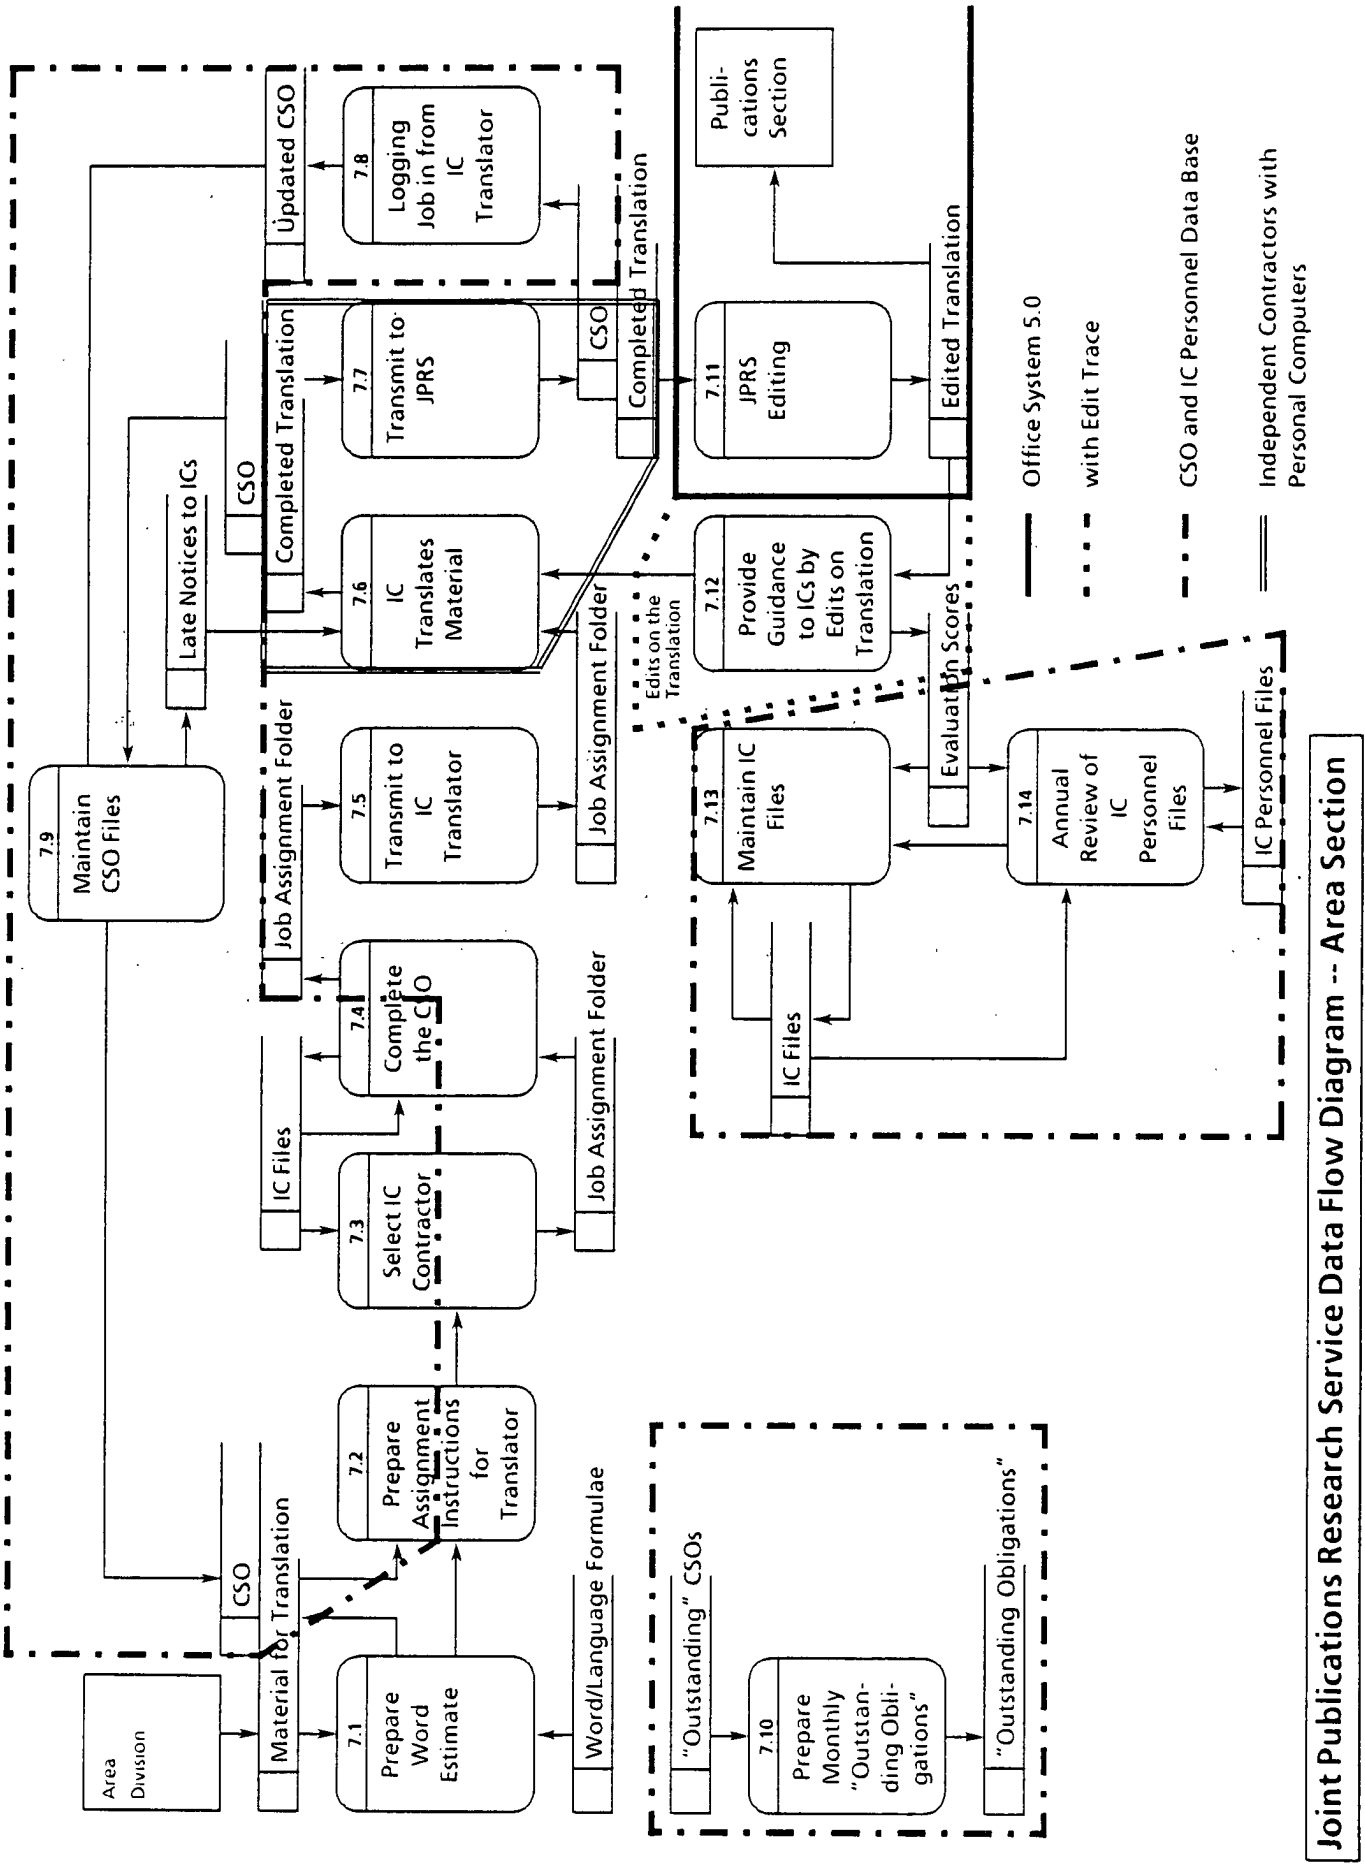 Area
Division
Material for Translation
CSO
7.1
Prepare
Word
Estimate
Word/Language Formulae
7.2
Prepare
Assignment
Instructions
for
Translator
IC Files
7.3
Select IC
Contractor
Job Assignment Folder
7.4
Complete
the CSO
Job Assignment Folder
7.9
Maintain
CSO Files
7.5
Transmit to
IC
Translator
Job Assignment Folder
Late Notices to ICs
CSO
Completed Translation
7.6
IC
Translates
Material
7.7
Transmit to
JPRS
CSO
Completed Translation
Updated CSO
7.8
Logging
Job in from
IC
Translator
"Outstanding" CSOs
7.10
Prepare
Monthly
"Outstan-
ding Obli-
gations"
"Outstanding Obligations"
IC Files
7.13
Maintain IC
Files
Evaluation Scores
7.14
Annual
Review of
IC
Personnel
Files
IC Personnel Files
Edits on the
Translation
7.12
Provide
Guidance
to ICs by
Edits on
Translation
7.11
JPRS
Editing
Edited Translation
Publi-
cations
Section
Office System 5.0
with Edit Trace
CSO and IC Personnel Data Base
Independent Contractors with
Personal Computers
Joint Publications Research Service Data Flow Diagram -- Area Section